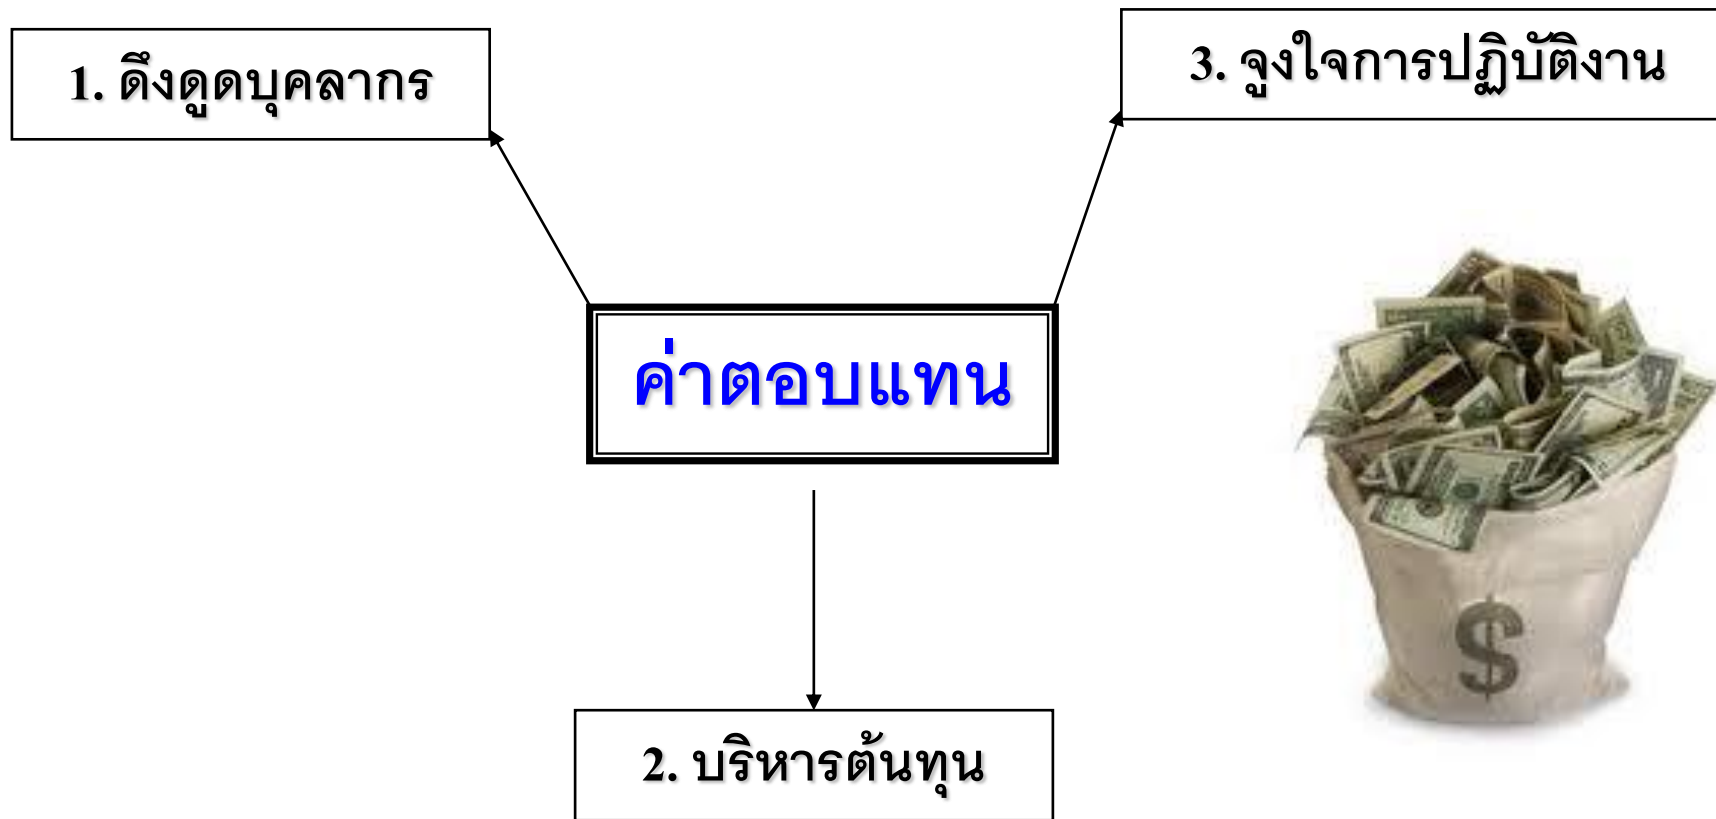 1. ดึงดูดบุคลากร
3. จูงใจการปฏิบัติงาน
ค่าตอบแทน
$
2. บริหารต้นทุน